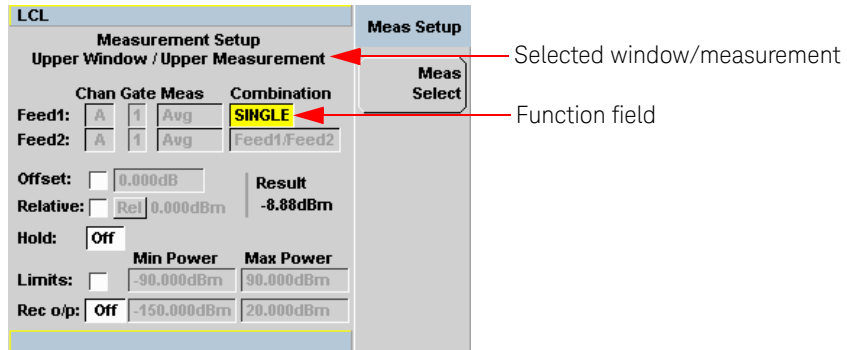 LCL
Meas Setup
Measurement Setup
Upper Window / Upper Measurement
Selected window/measurement
Meas
Select
Chan Gate Meas Combination
Feed1: A 1 Avg SINGLE
Function field
Feed2: A 1 Avg Feed1/Feed2
Offset: 0.000dB
Result
Relative: Rel 0.000dBm
-8.88dBm
Hold: Off
Min Power Max Power
Limits: -90.000dBm 90.000dBm
Rec o/p: Off -150.000dBm 20.000dBm